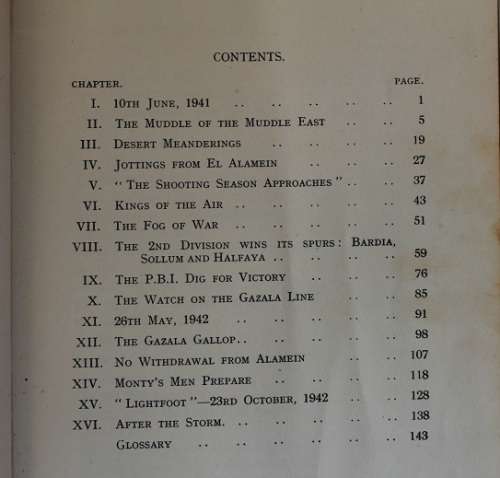 CONTENTS.
CHAPTER. PAGE.
I. 10TH JUNE, 1941 .. .. .. .. .. 1
II. THE MUDDLE OF THE MUDDLE EAST .. .. 5
III. DESERT MEANDERINGS .. .. .. .. 19
IV. JOTTINGS FROM EL ALAMEIN .. .. .. 27
V. "THE SHOOTING SEASON APPROACHES" .. .. 37
VI. KINGS OF THE AIR .. .. .. .. .. 43
VII. THE FOG OF WAR .. .. .. .. .. 51
VIII. THE 2ND DIVISION WINS ITS SPURS: BARDIA,
SOLLUM AND HALFAYA .. .. .. .. 59
IX. THE P.B.I. DIG FOR VICTORY .. .. .. 76
X. THE WATCH ON THE GAZALA LINE .. .. 85
XI. 26TH MAY, 1942 .. .. .. .. .. 91
XII. THE GAZALA GALLOP.. .. .. .. .. 98
XIII. NO WITHDRAWAL FROM ALAMEIN .. .. 107
XIV. MONTY'S MEN PREPARE .. .. .. .. 118
XV. "LIGHTFOOT"—23RD OCTOBER, 1942 .. .. 128
XVI. AFTER THE STORM. .. .. .. .. .. 138
GLOSSARY .. .. .. .. .. 143